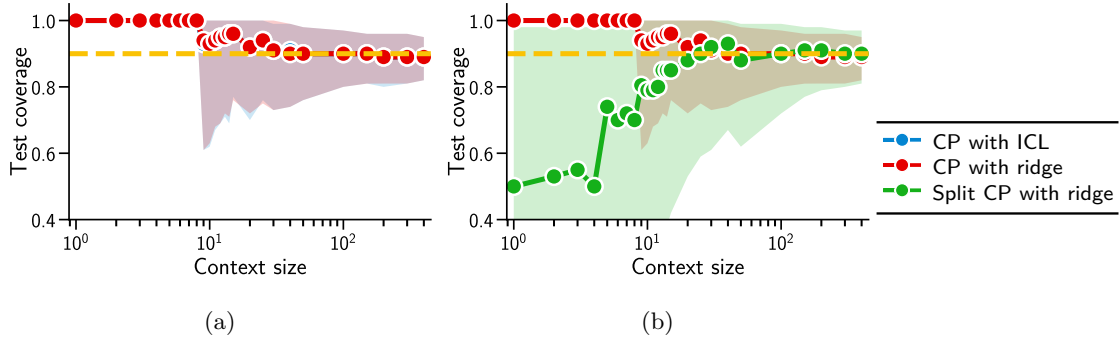 1.0
0.8
0.6
0.4
Test coverage
10^0
10^1
10^2
Context size
(a)
1.0
0.8
0.6
0.4
Test coverage
10^0
10^1
10^2
Context size
(b)
CP with ICL
CP with ridge
Split CP with ridge